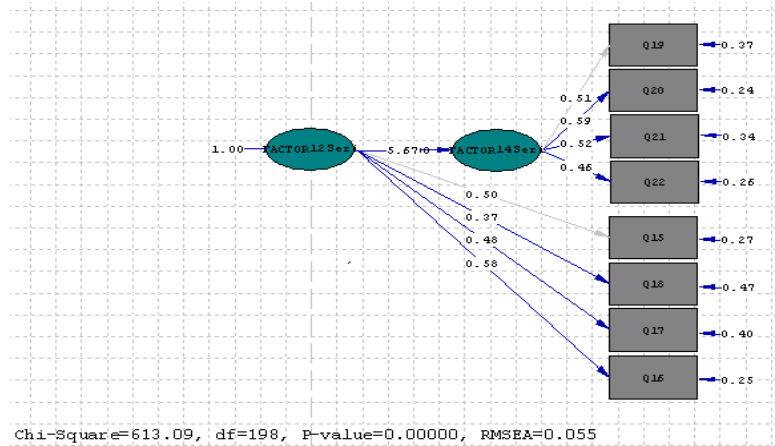 Q19
0.37
0.51
Q20
0.24
0.59
1.00
FACTOR12Ser
FACTOR14Ser
0.52
Q21
0.34
0.46
Q22
0.26
0.50
Q15
0.27
0.37
0.48
0.58
Q18
0.47
Q17
0.40
Q16
0.25
Chi-Square=613.09, df=198, P-value=0.00000, RMSEA=0.055